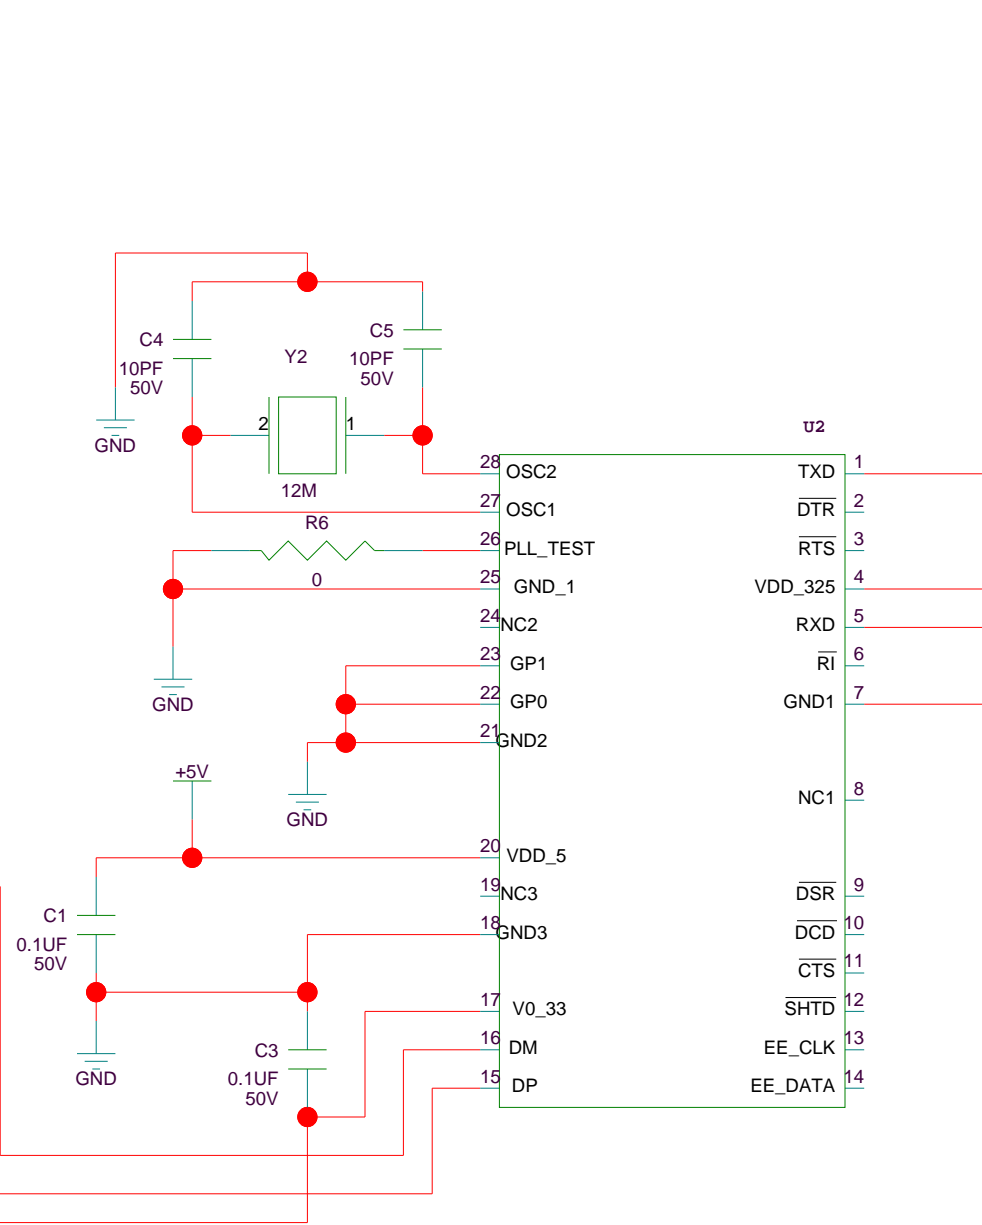 C4
10PF
50V
C5
10PF
50V
Y2
2
1
12M
GND
U2
28
OSC2
TXD
1
27
OSC1
DTR
2
R6
0
26
PLL_TEST
RTS
3
25
GND_1
VDD_325
4
24
NC2
RXD
5
23
GP1
RI
6
22
GP0
GND1
7
GND
21
GND2
GND
+5V
NC1
8
20
VDD_5
19
NC3
DSR
9
C1
0.1UF
50V
18
GND3
DCD
10
CTS
11
17
V0_33
SHTD
12
16
DM
EE_CLK
13
15
DP
EE_DATA
14
GND
C3
0.1UF
50V